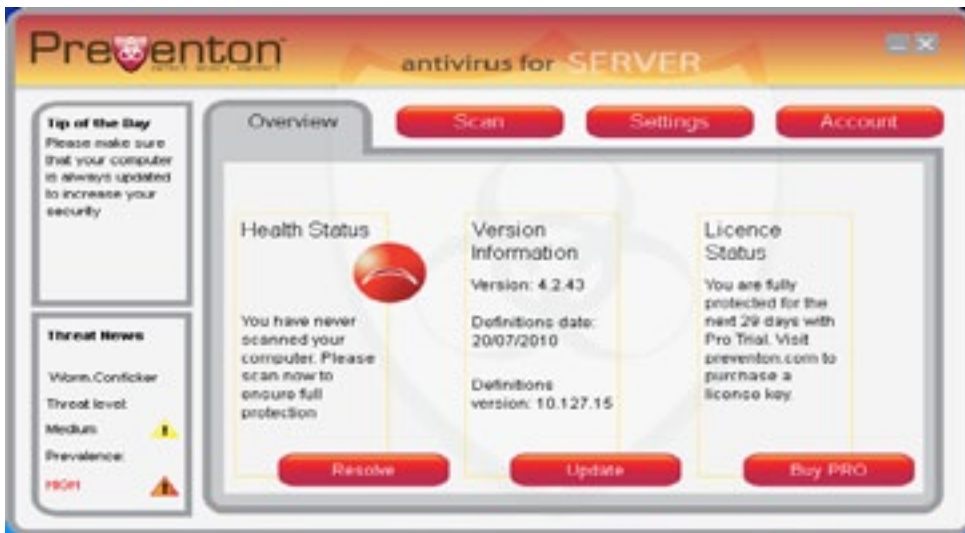 Preventon
antivirus for SERVER
Overview
Scan
Settings
Account
Tip of the Day
Please make sure
that your computer
is always updated
to increase your
security
Threat News
Worm.Conficker
Threat level:
Medium
Prevalence:
HIGH
Health Status
You have never
scanned your
computer. Please
scan now to
ensure full
protection
Resolve
Version
Information
Version: 4.2.43
Definitions date:
20/07/2010
Definitions
version: 10.127.15
Update
Licence
Status
You are fully
protected for the
next 29 days with
Pro Trial. Visit
preventon.com to
purchase a
license key.
Buy PRO